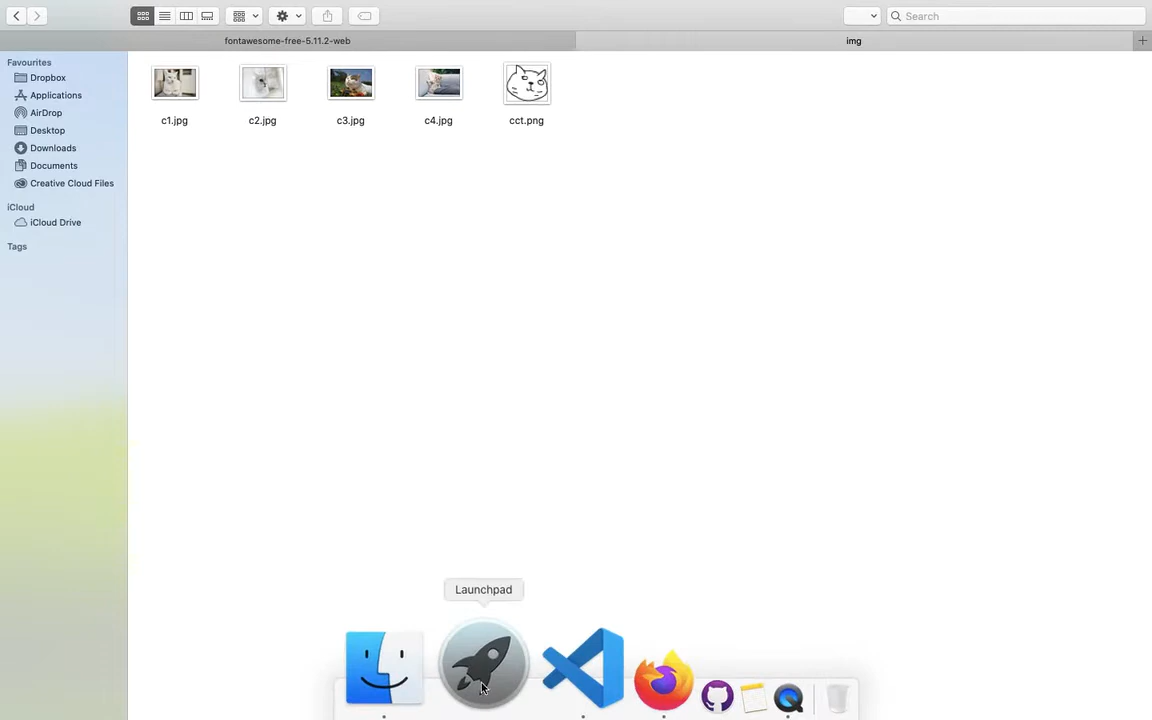 Search
fontawesome-free-5.11.2-web
img
Favourites
Dropbox
Applications
AirDrop
Desktop
Downloads
Documents
Creative Cloud Files
iCloud
iCloud Drive
Tags
c1.jpg
c2.jpg
c3.jpg
c4.jpg
cct.png
Launchpad